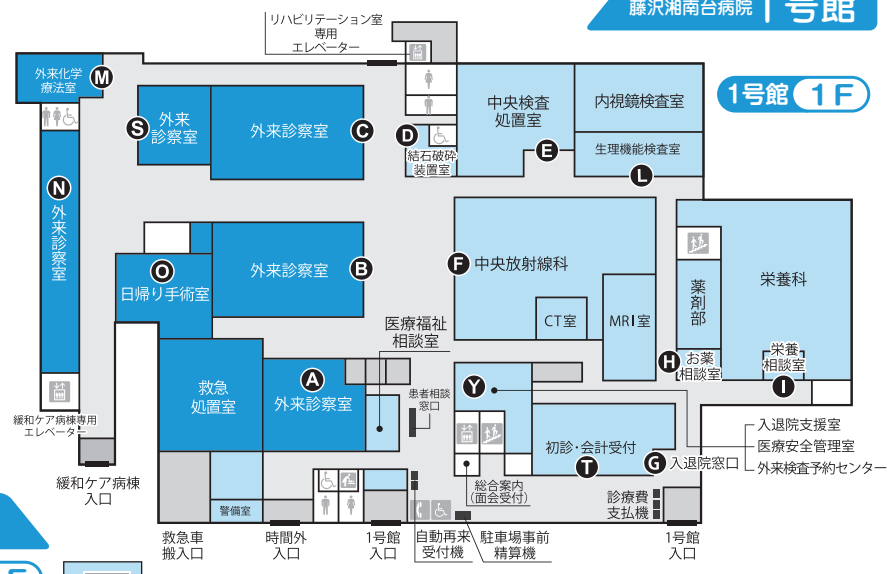 藤沢湘南台病院 1号館
1号館 1F
リハビリテーション室
専用
エレベーター
外来化学
療法室
M
S
外来
診察室
外来診察室
C
D
結石破砕
装置室
中央検査
処置室
E
内視鏡検査室
生理機能検査室
L
N
外来診察室
O
日帰り手術室
外来診察室
B
F
中央放射線科
CT室
MRI室
薬剤部
栄養科
H
お薬
相談室
栄養
相談室
I
医療福祉
相談室
救急
処置室
A
外来診察室
患者相談
窓口
Y
初診・会計受付
T
G
入退院窓口
入退院支援室
医療安全管理室
外来検査予約センター
緩和ケア病棟専用
エレベーター
緩和ケア病棟
入口
警備室
総合案内
(面会受付)
診療費
支払機
救急車
搬入口
時間外
入口
1号館
入口
自動再来
受付機
駐車場事前
精算機
1号館
入口